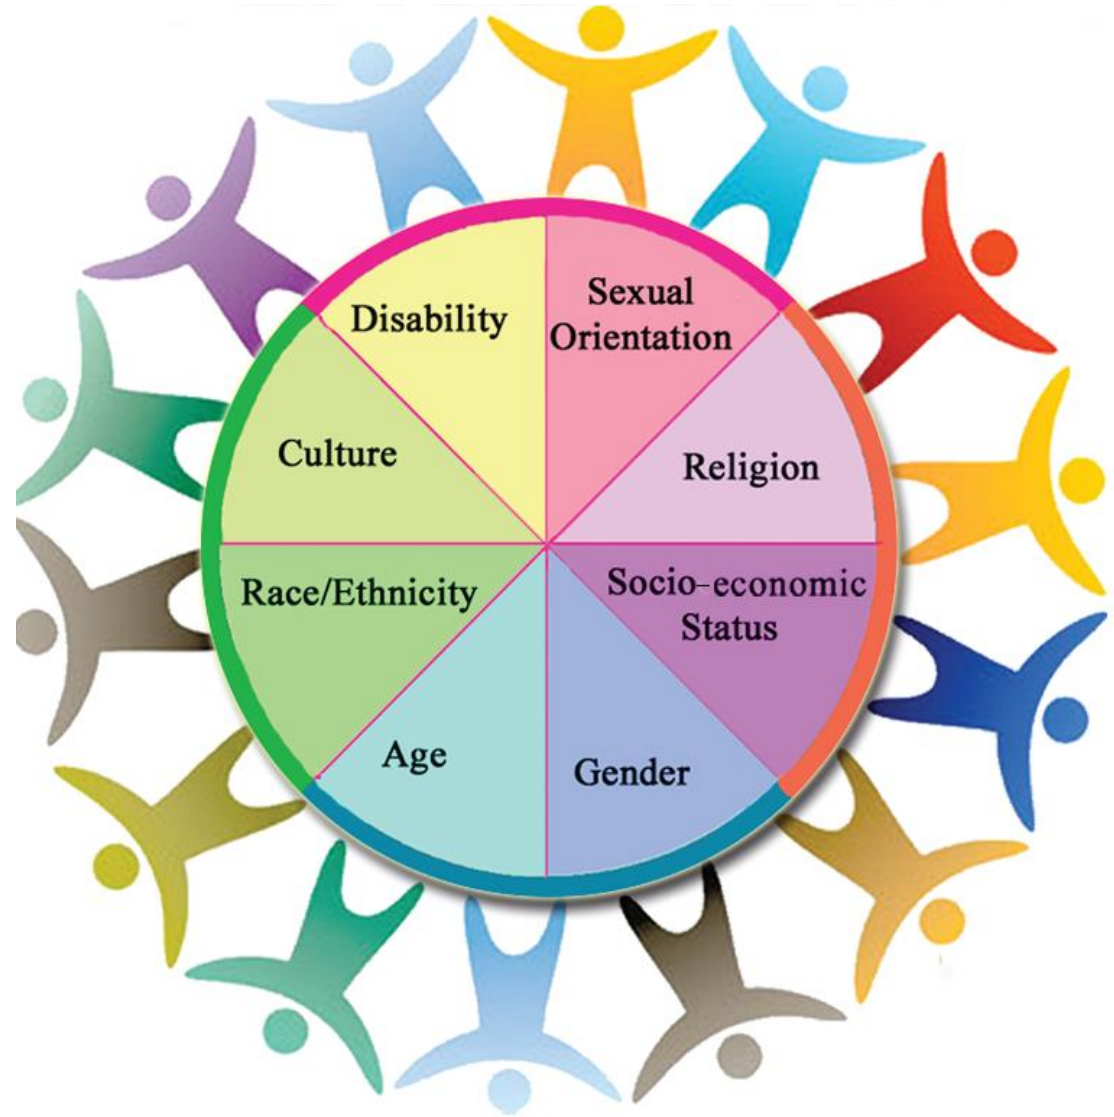 Disability
Sexual
Orientation
Culture
Religion
Race/Ethnicity
Socio-economic
Status
Age
Gender